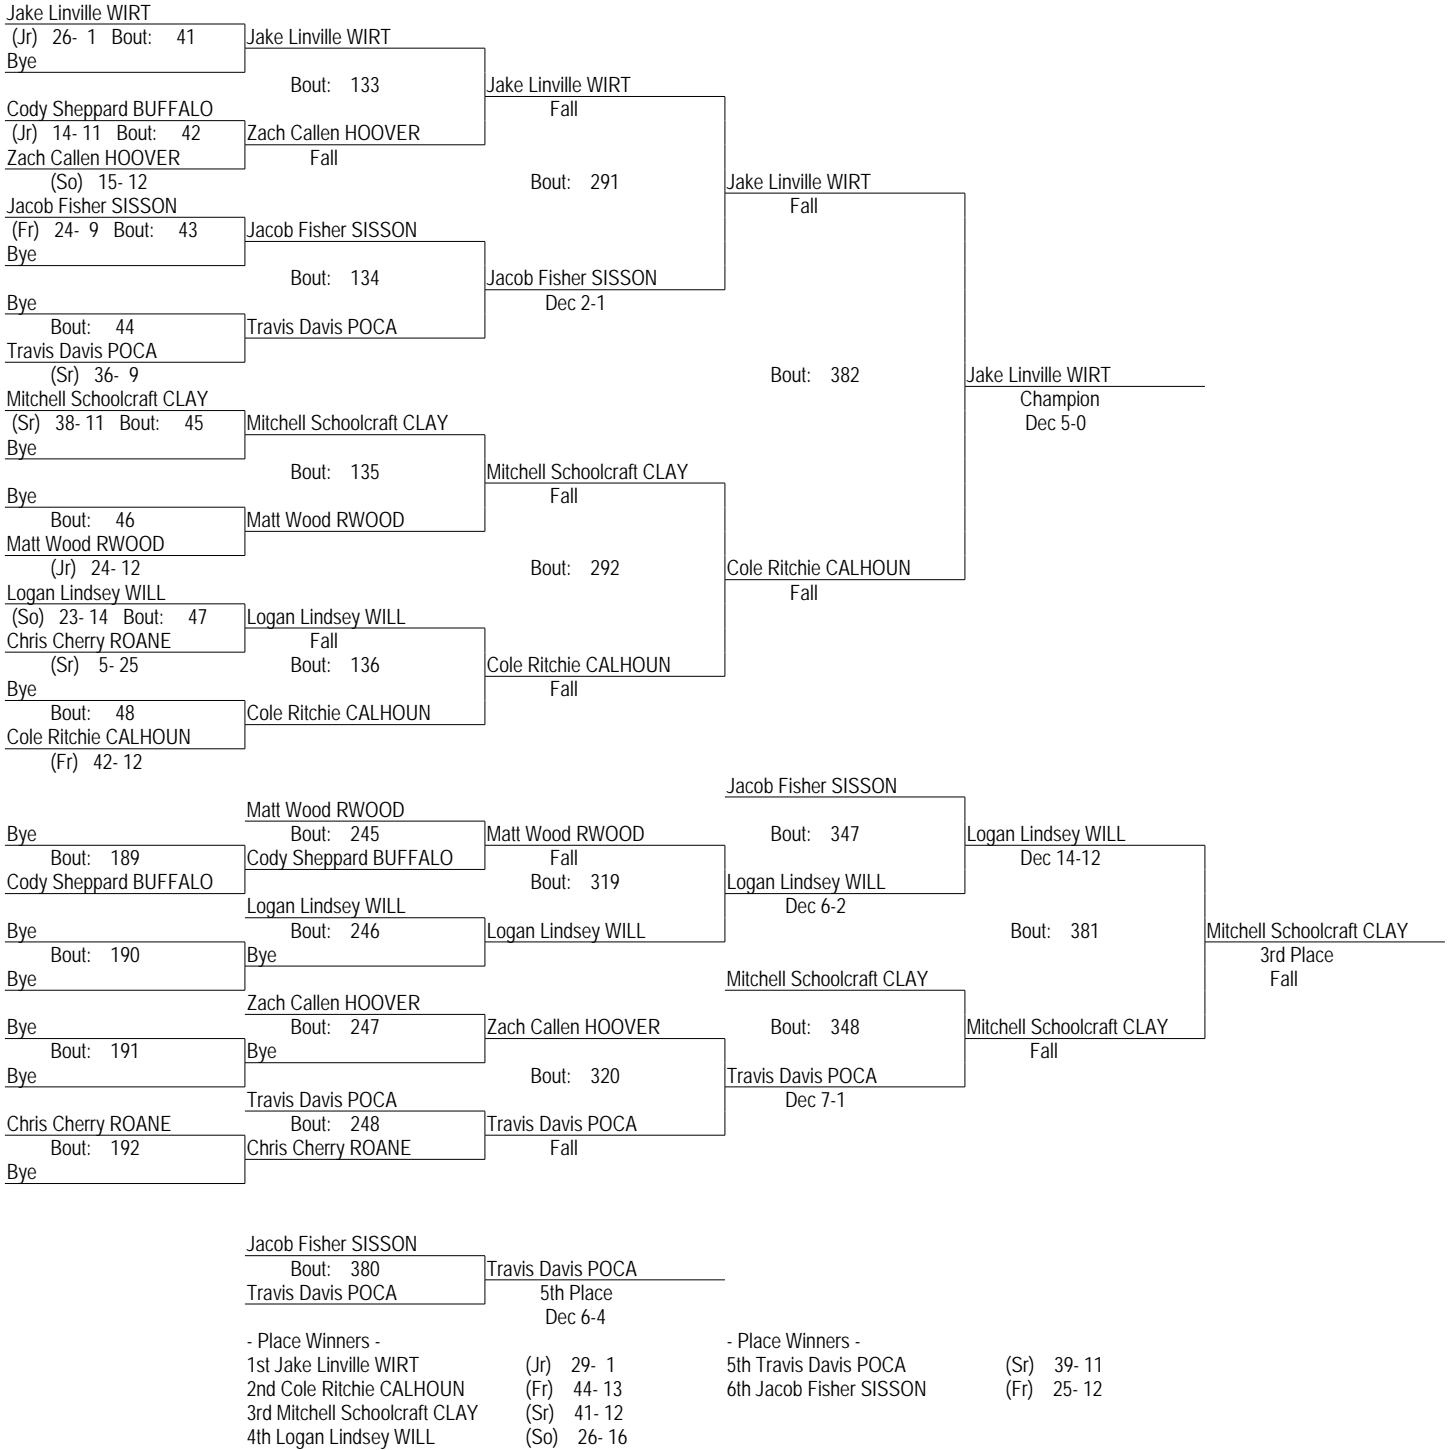 Jake Linville WIRT
(Jr) 26- 1 Bout: 41 Jake Linville WIRT
Bye
Bout: 133 Jake Linville WIRT
Cody Sheppard BUFFALO Fall
(Jr) 14- 11 Bout: 42 Zach Callen HOOVER
Zach Callen HOOVER Fall
(So) 15- 12 Bout: 291 Jake Linville WIRT
Jacob Fisher SISSON Fall
(Fr) 24- 9 Bout: 43 Jacob Fisher SISSON
Bye
Bout: 134 Jacob Fisher SISSON
Bye Dec 2-1
Bout: 44 Travis Davis POCA
Travis Davis POCA
(Sr) 36- 9 Bout: 382 Jake Linville WIRT
Mitchell Schoolcraft CLAY Champion
(Sr) 38- 11 Bout: 45 Mitchell Schoolcraft CLAY Dec 5-0
Bye
Bout: 135 Mitchell Schoolcraft CLAY
Bye Fall
Bout: 46 Matt Wood RWOOD
Matt Wood RWOOD
(Jr) 24- 12 Bout: 292 Cole Ritchie CALHOUN
Logan Lindsey WILL Fall
(So) 23- 14 Bout: 47 Logan Lindsey WILL
Chris Cherry ROANE Fall
(Sr) 5- 25 Bout: 136 Cole Ritchie CALHOUN
Bye Fall
Bout: 48 Cole Ritchie CALHOUN
Cole Ritchie CALHOUN
(Fr) 42- 12
Jacob Fisher SISSON
Matt Wood RWOOD
Bye Bout: 245 Matt Wood RWOOD Bout: 347 Logan Lindsey WILL
Bout: 189 Cody Sheppard BUFFALO Fall Dec 14-12
Cody Sheppard BUFFALO Bout: 319 Logan Lindsey WILL
Logan Lindsey WILL Dec 6-2
Bye Bout: 246 Logan Lindsey WILL Bout: 381 Mitchell Schoolcraft CLAY
Bout: 190 Bye 3rd Place
Bye Mitchell Schoolcraft CLAY Fall
Zach Callen HOOVER
Bye Bout: 247 Zach Callen HOOVER Bout: 348 Mitchell Schoolcraft CLAY
Bout: 191 Bye Fall
Bye Bout: 320 Travis Davis POCA
Travis Davis POCA Dec 7-1
Chris Cherry ROANE Bout: 248 Travis Davis POCA
Bout: 192 Chris Cherry ROANE Fall
Bye
Jacob Fisher SISSON
Bout: 380 Travis Davis POCA
Travis Davis POCA 5th Place
Dec 6-4
- Place Winners - - Place Winners -
1st Jake Linville WIRT (Jr) 29- 1 5th Travis Davis POCA (Sr) 39- 11
2nd Cole Ritchie CALHOUN (Fr) 44- 13 6th Jacob Fisher SISSON (Fr) 25- 12
3rd Mitchell Schoolcraft CLAY (Sr) 41- 12
4th Logan Lindsey WILL (So) 26- 16